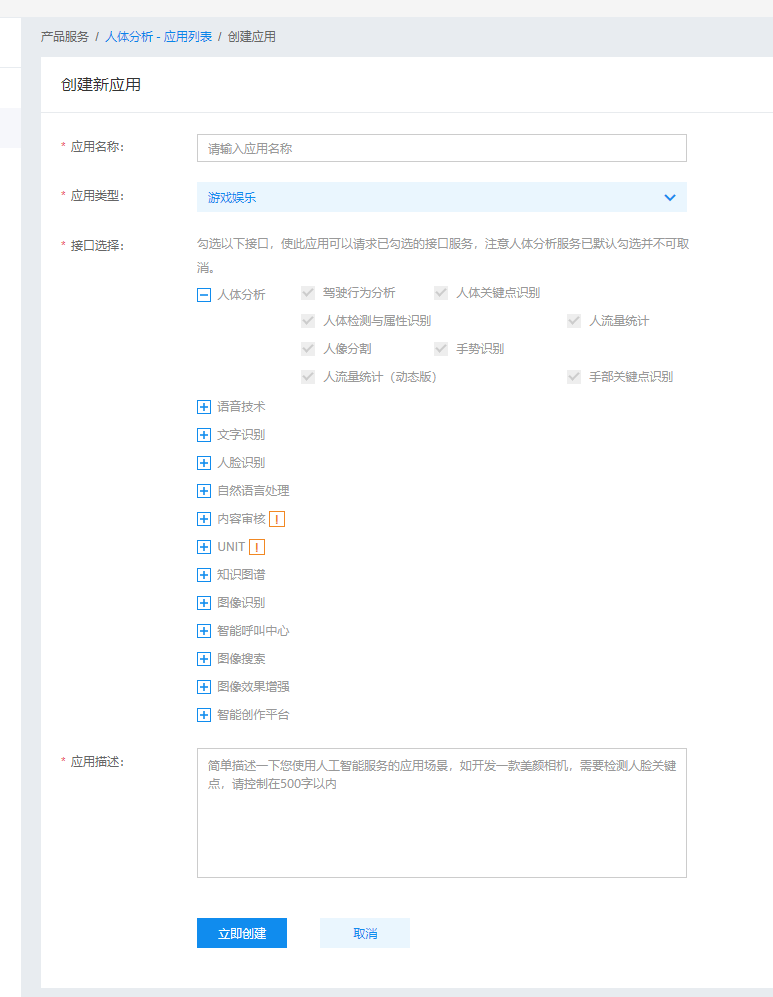 产品服务 / 人体分析 - 应用列表 / 创建应用
创建新应用
* 应用名称: 请输入应用名称
* 应用类型: 游戏娱乐
* 接口选择: 勾选以下接口，使此应用可以请求已勾选的接口服务，注意人体分析服务已默认勾选并不可取
消。
人体分析 驾驶行为分析 人体关键点识别
人体检测与属性识别 人流量统计
人像分割 手势识别
人流量统计（动态版） 手部关键点识别
语音技术
文字识别
人脸识别
自然语言处理
内容审核 !
UNIT !
知识图谱
图像识别
智能呼叫中心
图像搜索
图像效果增强
智能创作平台
* 应用描述: 简单描述一下您使用人工智能服务的应用场景，如开发一款美颜相机，需要检测人脸关键
点，请控制在500字以内
立即创建 取消